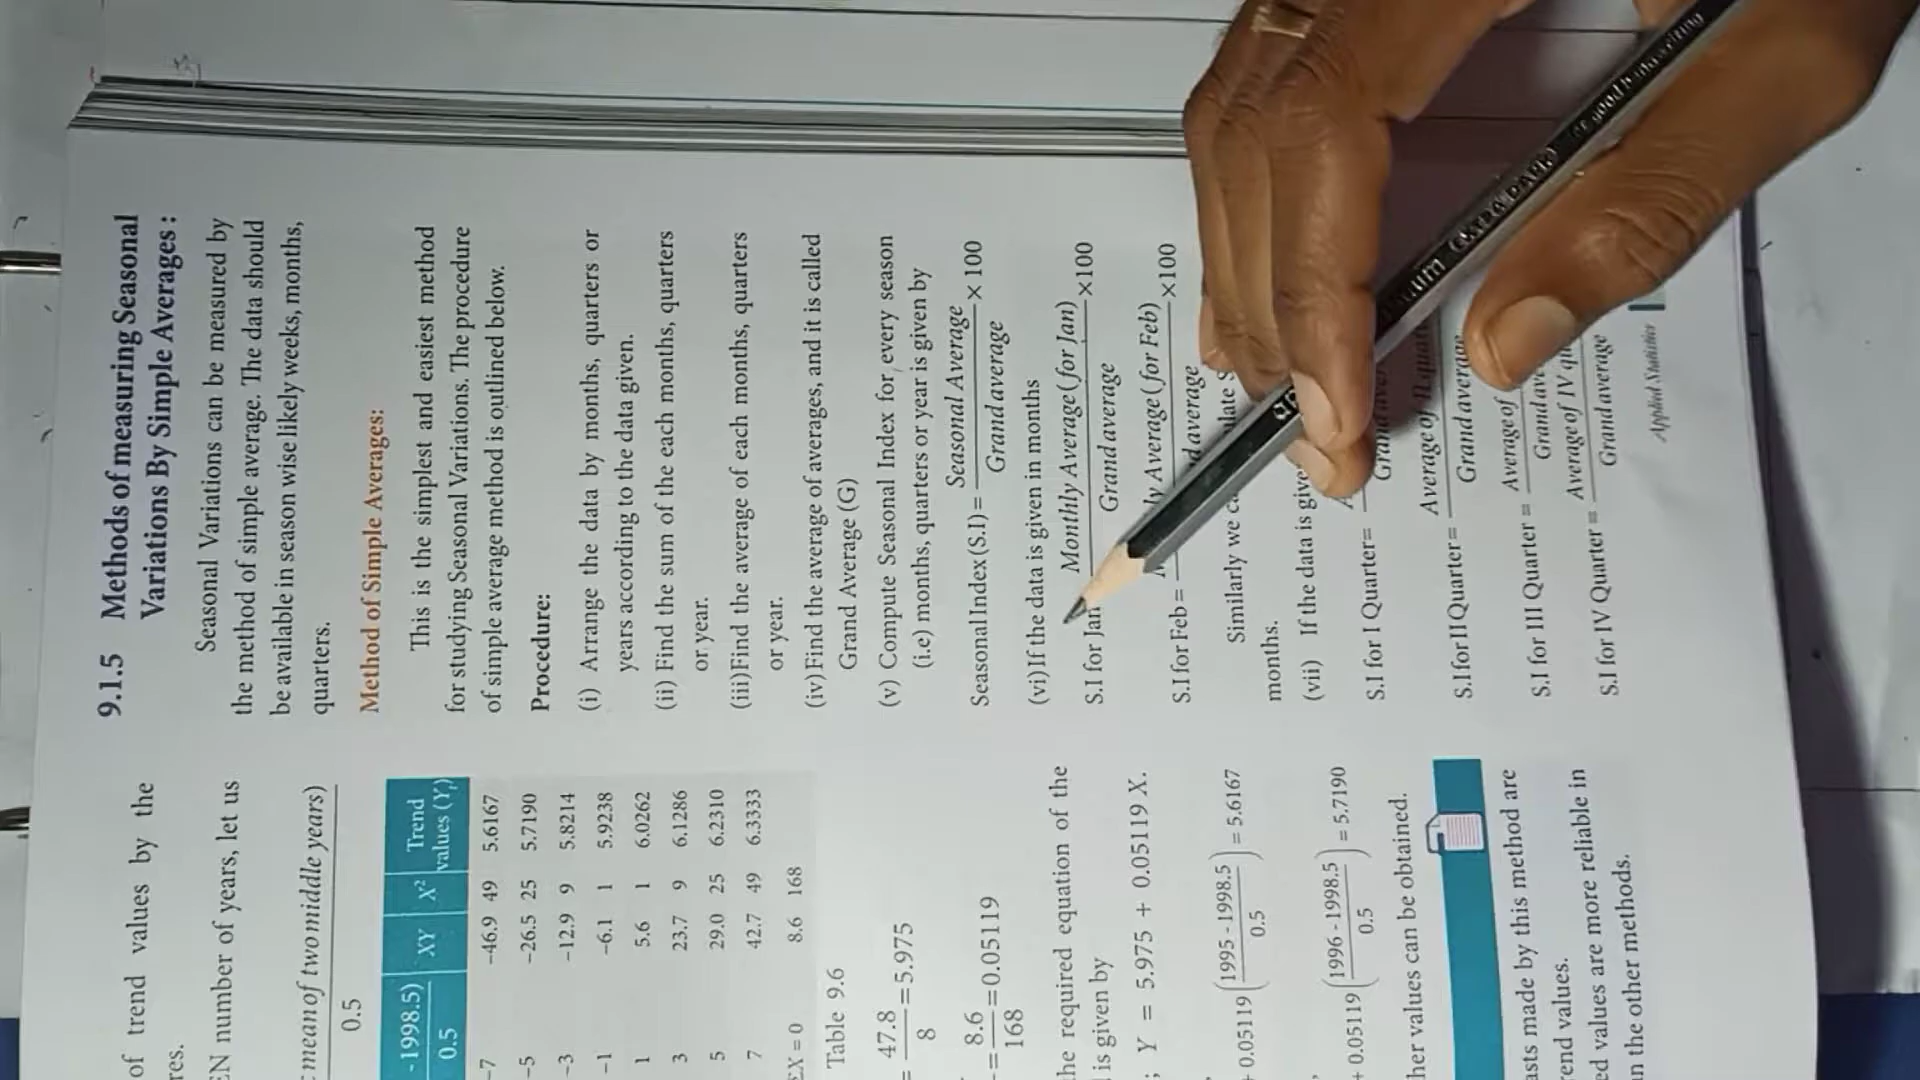 of trend values by the
res.
EN number of years, let us
mean of two middle years)
0.5
-1998.5) XY X² Trend
0.5 values (Yₜ)
-7 -46.9 49 5.6167
-5 -26.5 25 5.7190
-3 -12.9 9 5.8214
-1 -6.1 1 5.9238
1 5.6 1 6.0262
3 23.7 9 6.1286
5 29.0 25 6.2310
7 42.7 49 6.3333
ΣX = 0 8.6 168
Table 9.6
= 47.8 / 8 = 5.975
= 8.6 / 168 = 0.05119
the required equation of the
is given by
; Y = 5.975 + 0.05119 X.
+ 0.05119 (1995 - 1998.5 / 0.5) = 5.6167
+ 0.05119 (1996 - 1998.5 / 0.5) = 5.7190
her values can be obtained.
asts made by this method are
rend values.
ed values are more reliable in
n the other methods.
9.1.5 Methods of measuring Seasonal
Variations By Simple Averages :
Seasonal Variations can be measured by
the method of simple average. The data should
be available in season wise likely weeks, months,
quarters.
Method of Simple Averages:
This is the simplest and easiest method
for studying Seasonal Variations. The procedure
of simple average method is outlined below.
Procedure:
(i) Arrange the data by months, quarters or
years according to the data given.
(ii) Find the sum of the each months, quarters
or year.
(iii) Find the average of each months, quarters
or year.
(iv) Find the average of averages, and it is called
Grand Average (G)
(v) Compute Seasonal Index for every season
(i.e) months, quarters or year is given by
Seasonal Index (S.I) = Seasonal Average / Grand average × 100
(vi) If the data is given in months
S.I for Jan Monthly Average (for Jan) / Grand average ×100
S.I for Feb = ly Average (for Feb) / d average ×100
Similarly we
months.
(vii) If the data is give
S.I for I Quarter =
S.I for II Quarter = Average of II / Grand average
S.I for III Quarter = Average of / Grand ave
S.I for IV Quarter = Average of IV qu / Grand average
Applied Statistics
EXTRA DARK for good handwriting